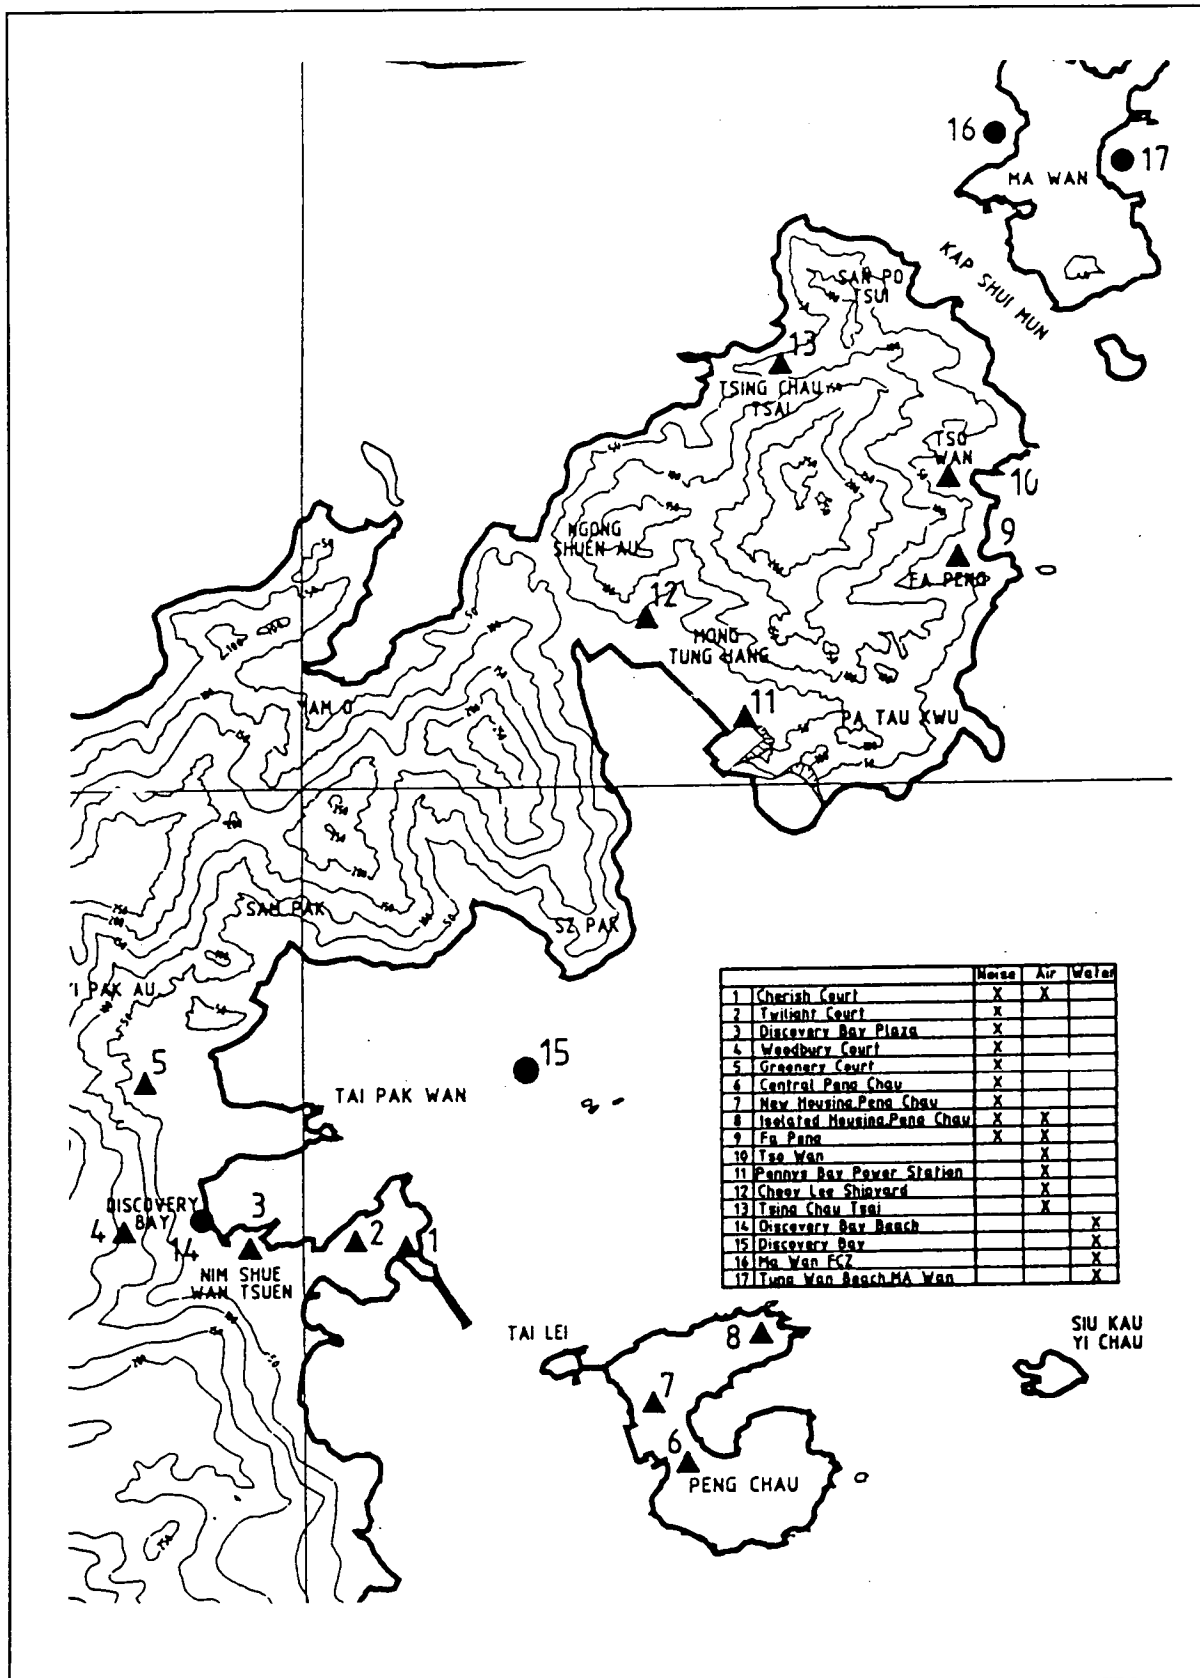 16
17
MA WAN
KAP SHUI MUN
SAN PO
TSUI
13
TSING CHAU
TSAI
TSO
WAN
10
9
FA PENG
NGONG
SHUEN AU
12
MONG
TUNG HANG
11
PA TAU KWU
YAM O
SAM PAK
SZ PAK
YI PAK AU
5
15
TAI PAK WAN
DISCOVERY
BAY
4
14
3
2
1
NIM SHUE
WAN TSUEN
TAI LEI
8
7
6
PENG CHAU
SIU KAU
YI CHAU
Noise Air Water
1 Cherish Court X X
2 Twilight Court X
3 Discovery Bay Plaza X
4 Woodbury Court X
5 Greenery Court X
6 Central Peng Chau X
7 New Housing,Peng Chau X
8 Isolated Housing,Peng Chau X X
9 Fa Peng X X
10 Tso Wan X
11 Pennys Bay Power Station X
12 Cheoy Lee Shipyard X
13 Tsing Chau Tsai X
14 Discovery Bay Beach X
15 Discovery Bay X
16 Ma Wan FCZ X
17 Tung Wan Beach,MA Wan X